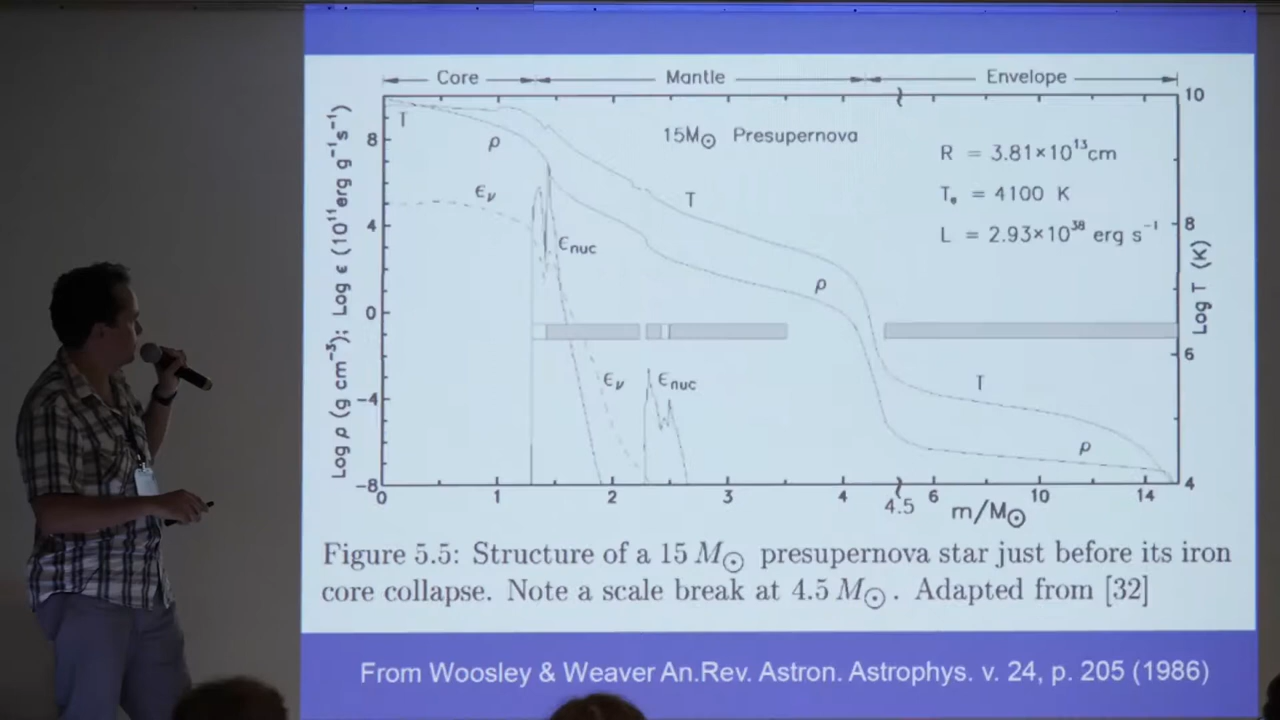 Core Mantle Envelope
10
T
ρ
15M☉ Presupernova
R = 3.81×10¹³cm
8
ϵν
T
Tₑ = 4100 K
4
ϵnuc
L = 2.93×10³⁸ erg s⁻¹
8
ρ
0
6
Log ρ (g cm⁻³); Log ϵ (10¹¹erg g⁻¹s⁻¹)
Log T (K)
−4
ϵν ϵnuc
T
ρ
−8
4
0 1 2 3 4 4.5 6 10 14
m/M☉
Figure 5.5: Structure of a 15 M☉ presupernova star just before its iron
core collapse. Note a scale break at 4.5 M☉. Adapted from [32]
From Woosley & Weaver An.Rev. Astron. Astrophys. v. 24, p. 205 (1986)